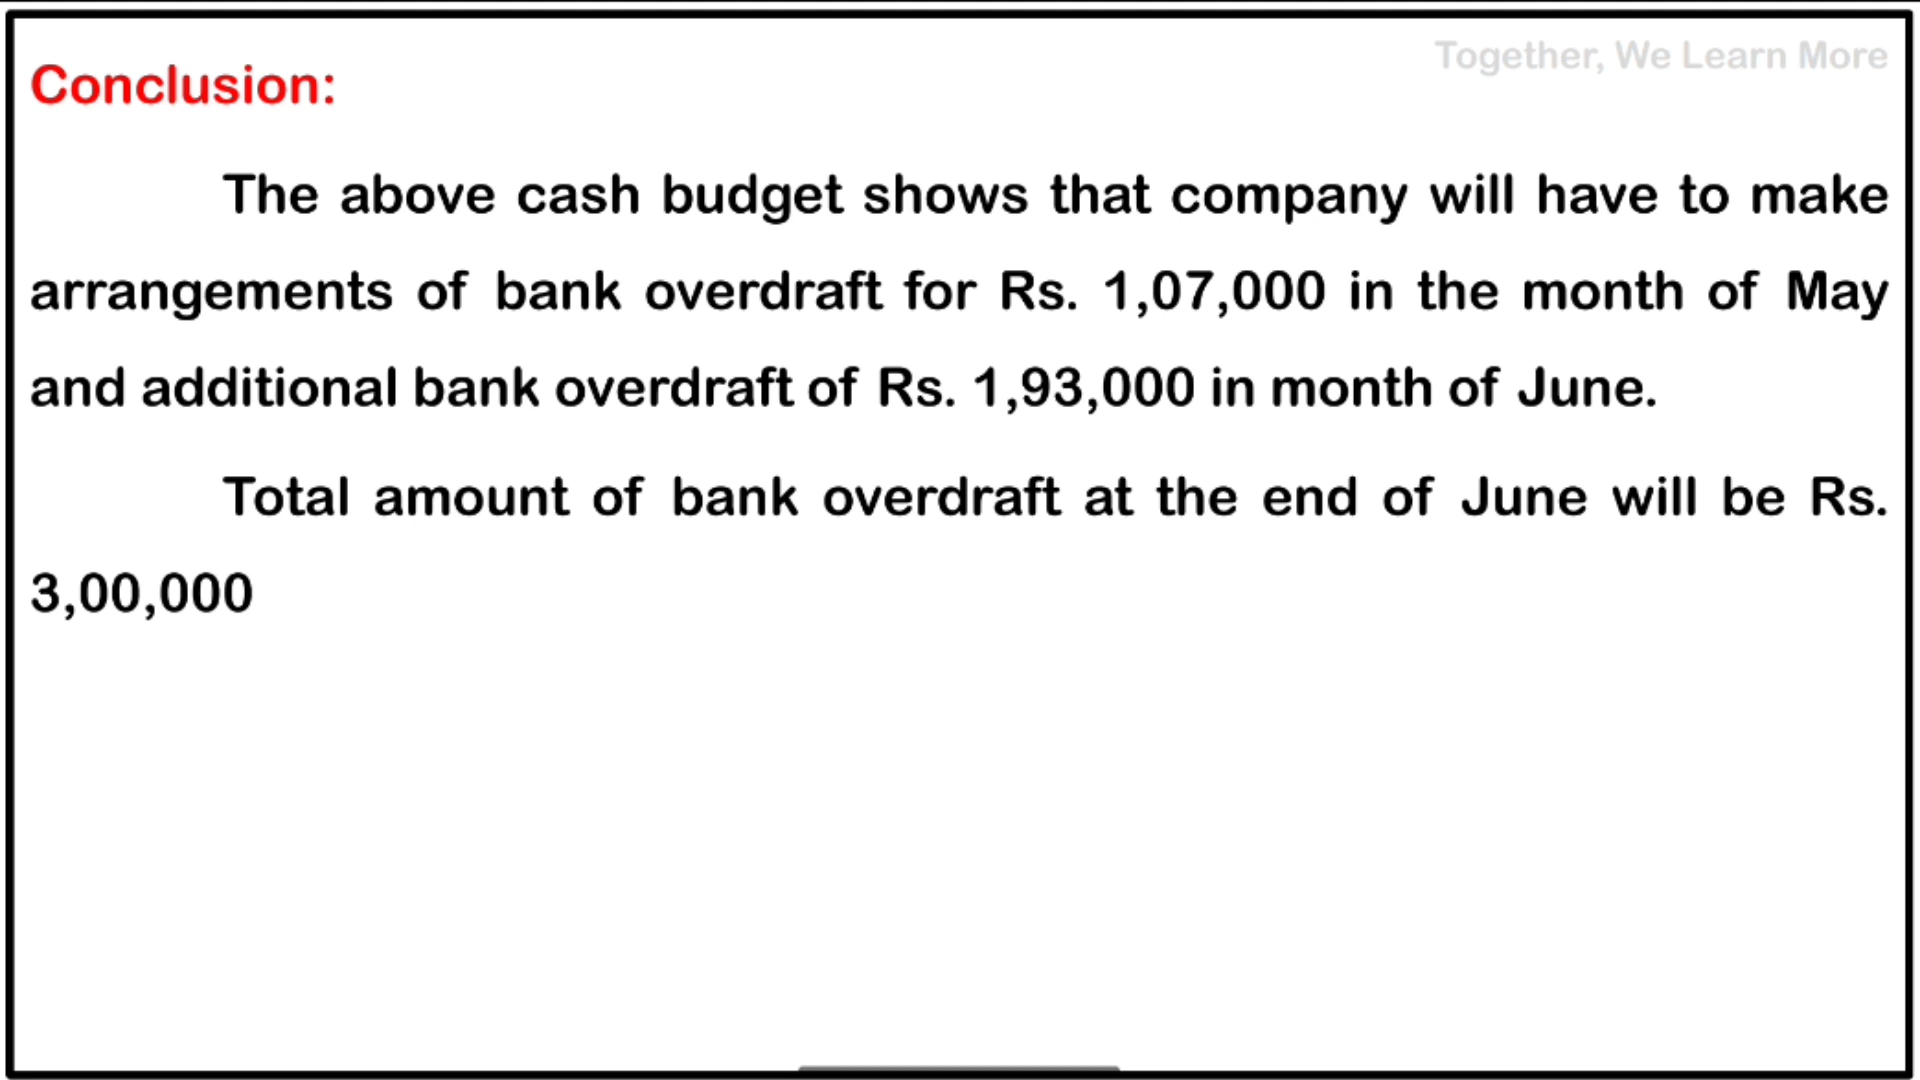 Together, We Learn More
Conclusion:
The above cash budget shows that company will have to make
arrangements of bank overdraft for Rs. 1,07,000 in the month of May
and additional bank overdraft of Rs. 1,93,000 in month of June.
Total amount of bank overdraft at the end of June will be Rs.
3,00,000